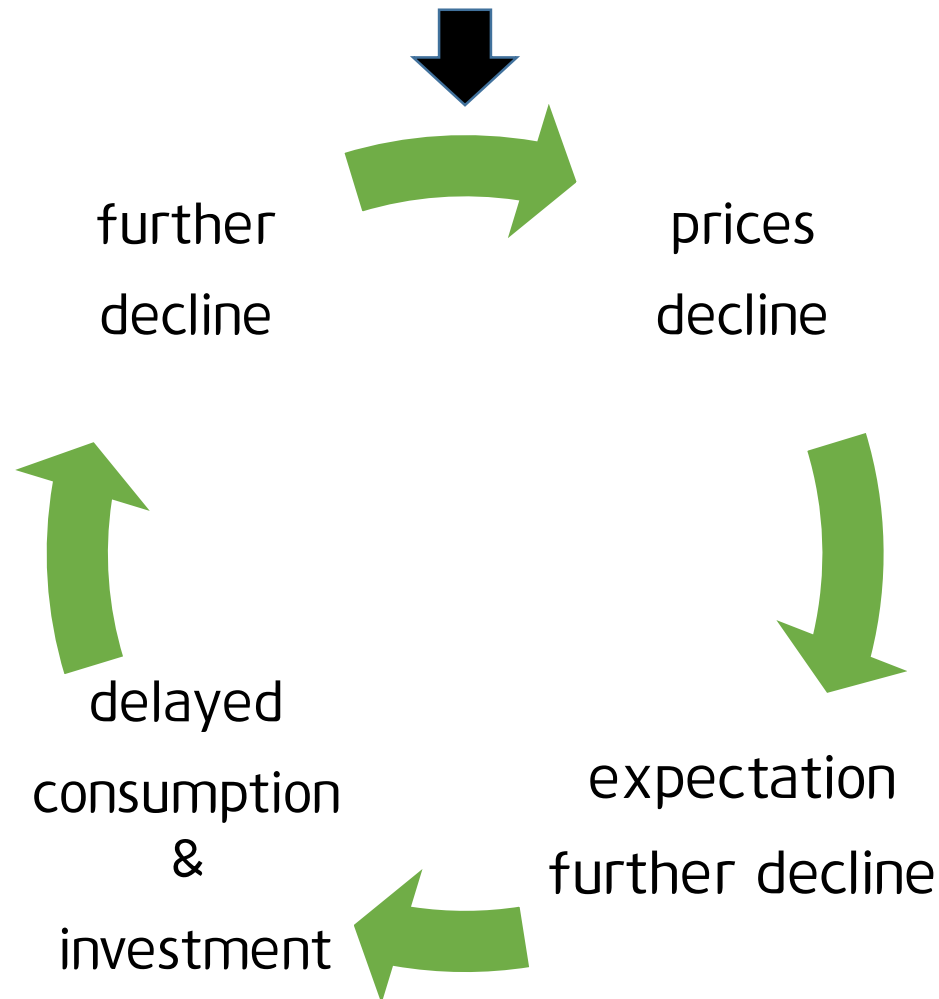 further
decline
prices
decline
expectation
further decline
delayed
consumption
&
investment